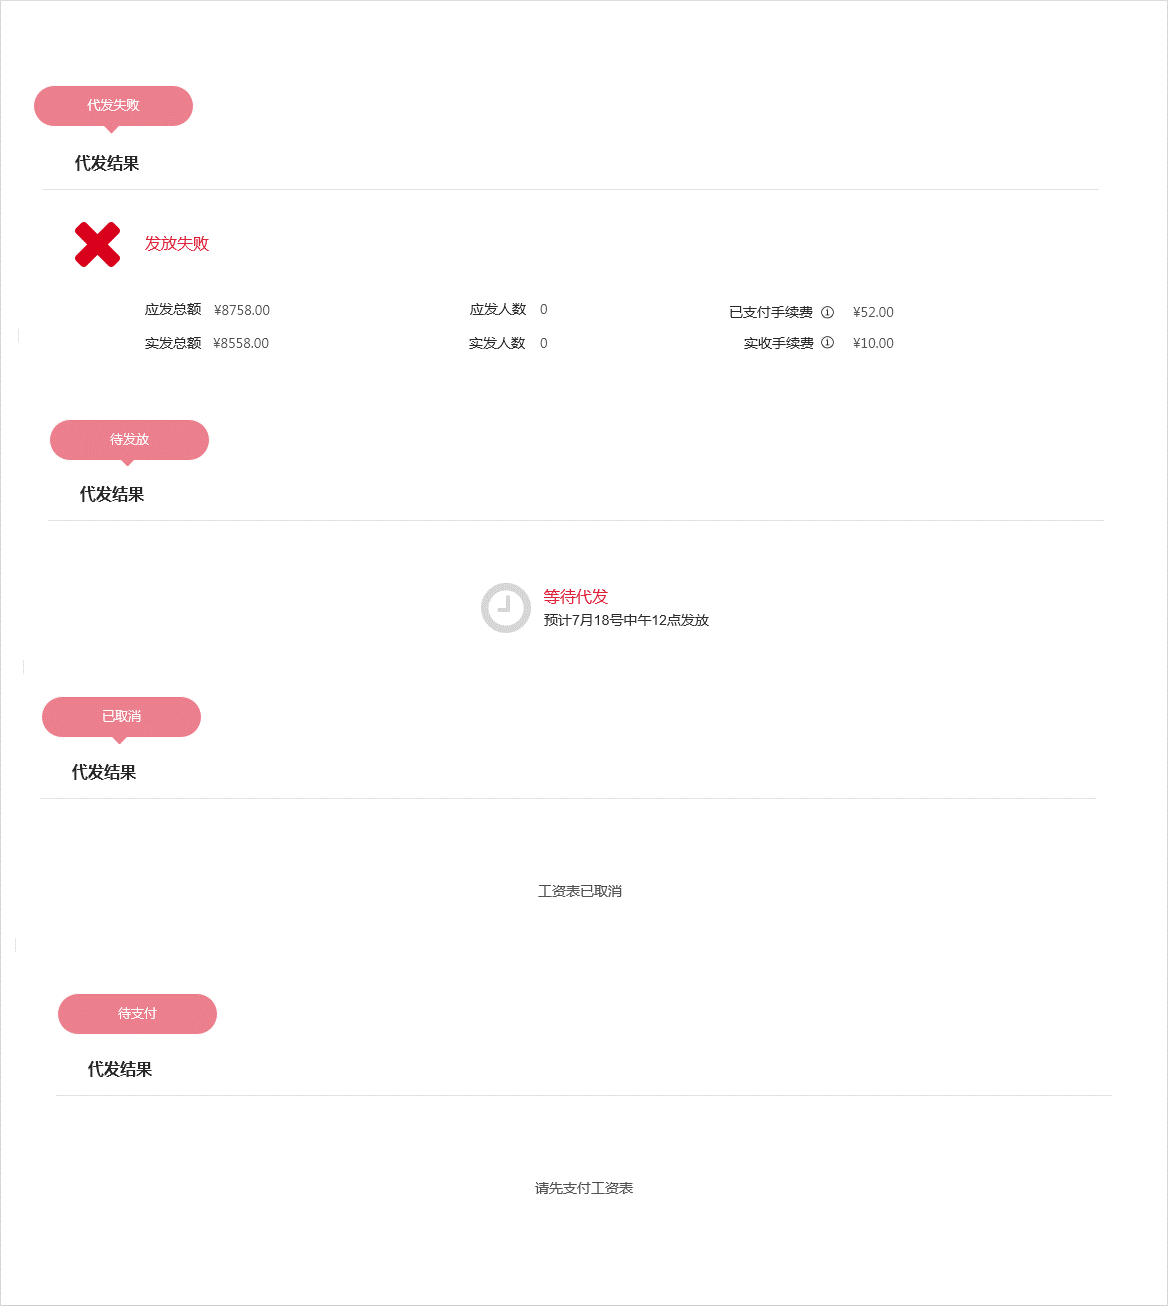 代发失败
代发结果
发放失败
应发总额 ¥8758.00 应发人数 0 已支付手续费 ¥52.00
实发总额 ¥8558.00 实发人数 0 实收手续费 ¥10.00
待发放
代发结果
等待代发
预计7月18号中午12点发放
已取消
代发结果
工资表已取消
待支付
代发结果
请先支付工资表